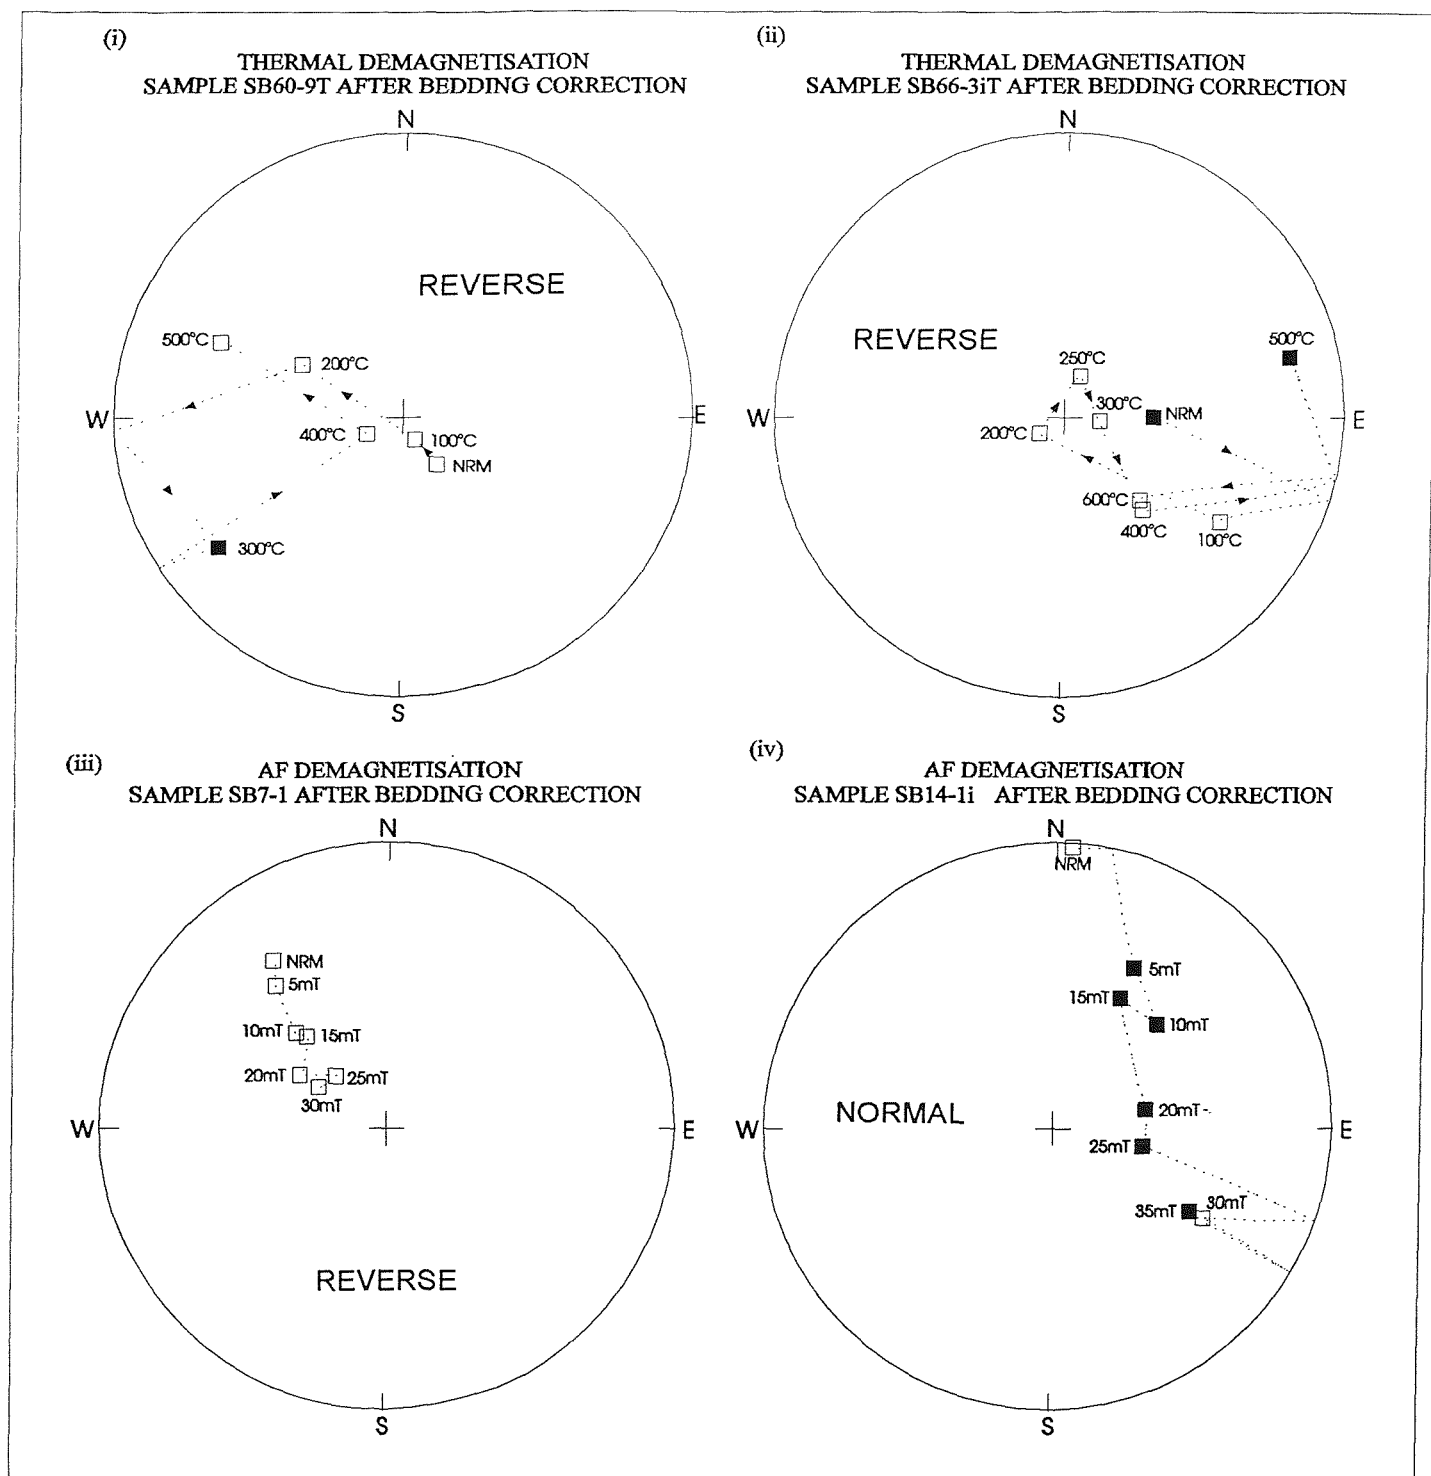 (i)
THERMAL DEMAGNETISATION
SAMPLE SB60-9T AFTER BEDDING CORRECTION
N
REVERSE
500°C
200°C
W
E
400°C
100°C
NRM
300°C
S
(ii)
THERMAL DEMAGNETISATION
SAMPLE SB66-3iT AFTER BEDDING CORRECTION
N
REVERSE
500°C
250°C
300°C
NRM
W
E
200°C
600°C
400°C
100°C
S
(iii)
AF DEMAGNETISATION
SAMPLE SB7-1 AFTER BEDDING CORRECTION
N
NRM
5mT
10mT
15mT
20mT
25mT
30mT
W
E
REVERSE
S
(iv)
AF DEMAGNETISATION
SAMPLE SB14-1i AFTER BEDDING CORRECTION
N
NRM
5mT
15mT
10mT
NORMAL
20mT
W
E
25mT
35mT
30mT
S